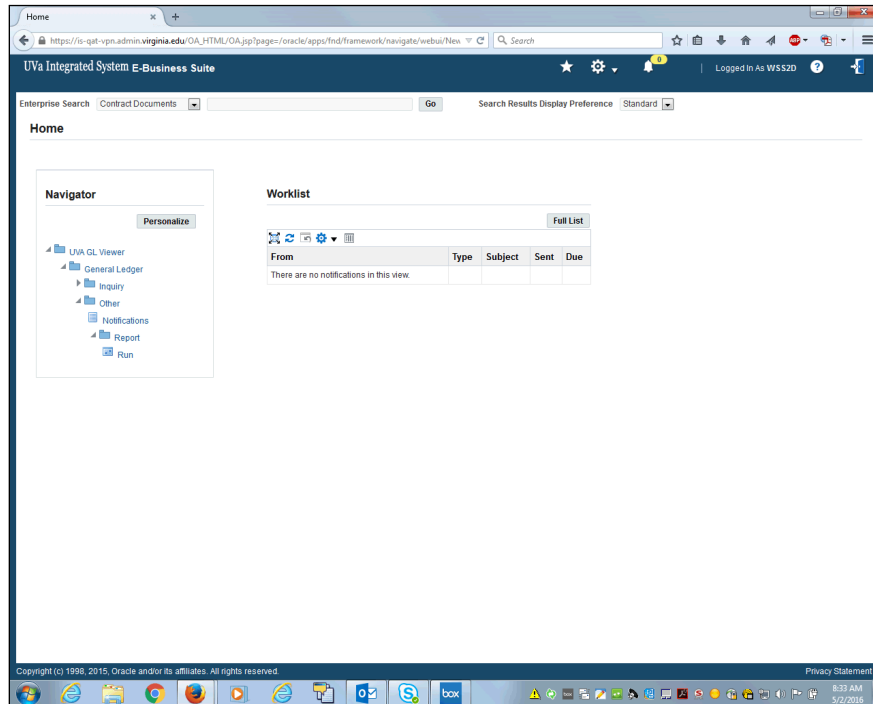 Home
https://is-qat-vpn.admin.virginia.edu/OA_HTML/OA.jsp?page=/oracle/apps/fnd/framework/navigate/webui/New
Search
ABP
UVa Integrated System E-Business Suite
0
Logged In As WSS2D
?
Enterprise Search Contract Documents Go Search Results Display Preference Standard
Home
Navigator
Personalize
UVA GL Viewer
General Ledger
Inquiry
Other
Notifications
Report
Run
Worklist
Full List
From Type Subject Sent Due
There are no notifications in this view.
Copyright (c) 1998, 2015, Oracle and/or its affiliates. All rights reserved. Privacy Statement
box
8:33 AM
5/2/2016